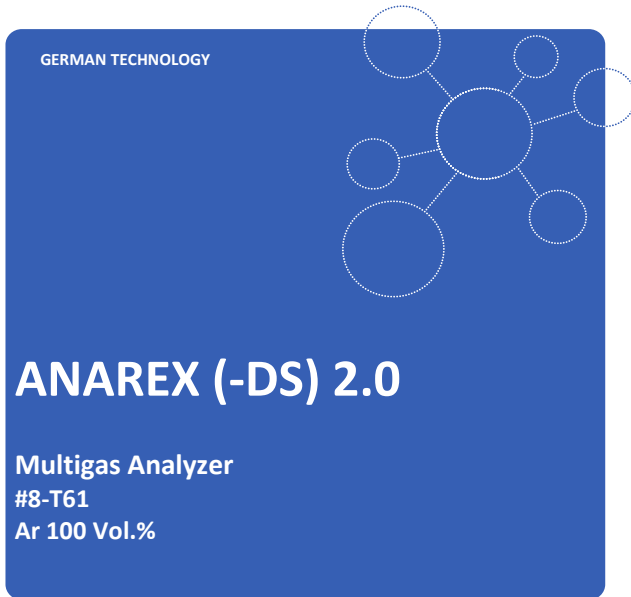 GERMAN TECHNOLOGY
ANAREX (-DS) 2.0
Multigas Analyzer
#8-T61
Ar 100 Vol.%